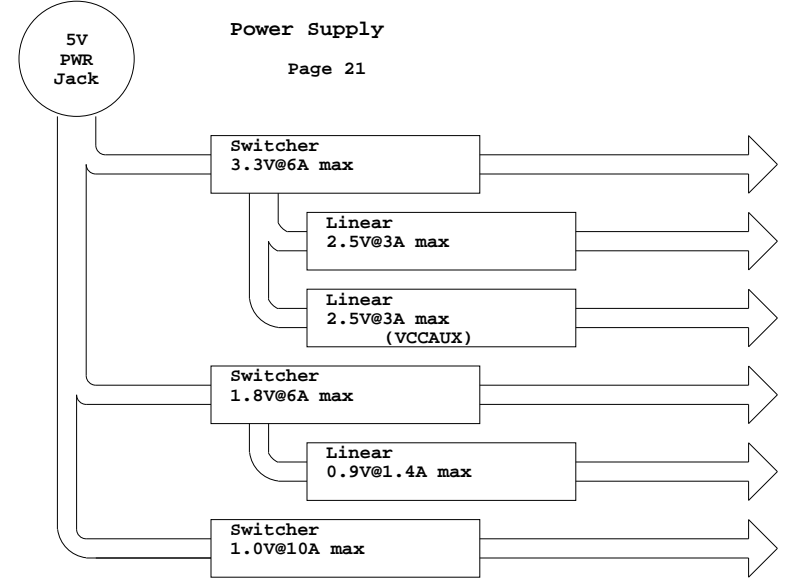 5V
PWR
Jack
Power Supply
Page 21
Switcher
3.3V@6A max
Linear
2.5V@3A max
Linear
2.5V@3A max
(VCCAUX)
Switcher
1.8V@6A max
Linear
0.9V@1.4A max
Switcher
1.0V@10A max